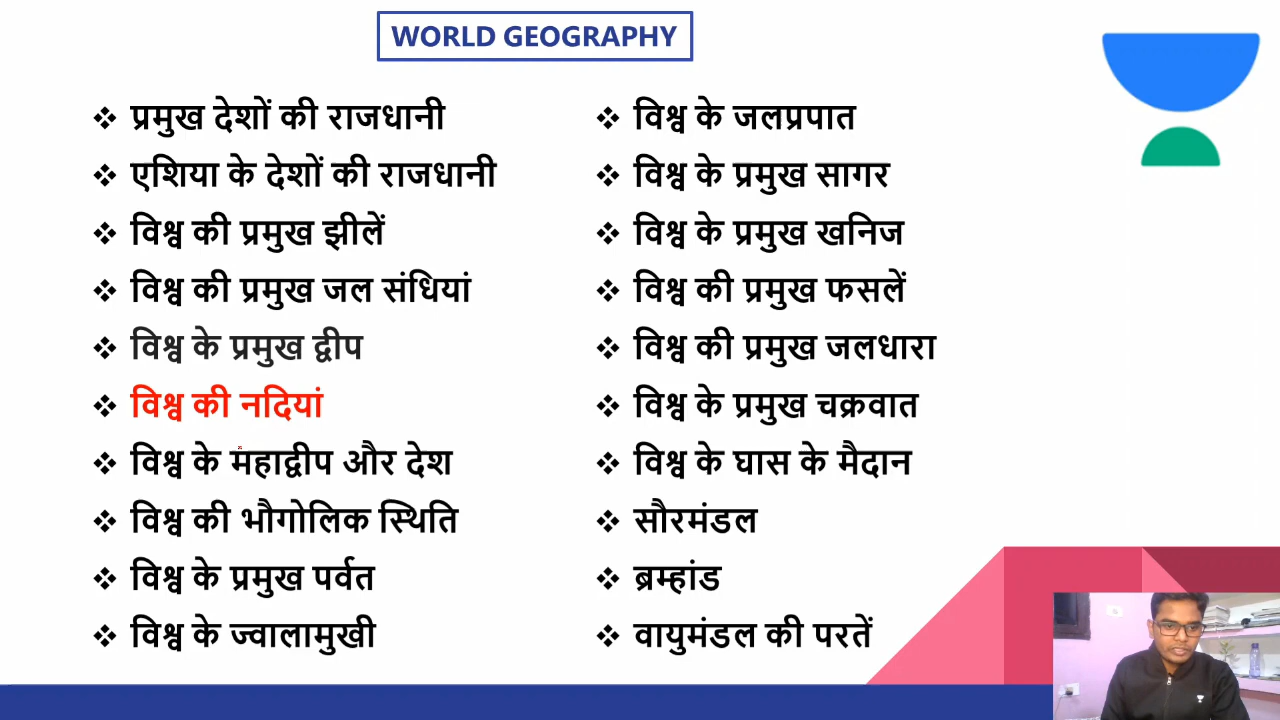 WORLD GEOGRAPHY
प्रमुख देशों की राजधानी
एशिया के देशों की राजधानी
विश्व की प्रमुख झीलें
विश्व की प्रमुख जल संधियां
विश्व के प्रमुख द्वीप
विश्व की नदियां
विश्व के महाद्वीप और देश
विश्व की भौगोलिक स्थिति
विश्व के प्रमुख पर्वत
विश्व के ज्वालामुखी
विश्व के जलप्रपात
विश्व के प्रमुख सागर
विश्व के प्रमुख खनिज
विश्व की प्रमुख फसलें
विश्व की प्रमुख जलधारा
विश्व के प्रमुख चक्रवात
विश्व के घास के मैदान
सौरमंडल
ब्रम्हांड
वायुमंडल की परतें